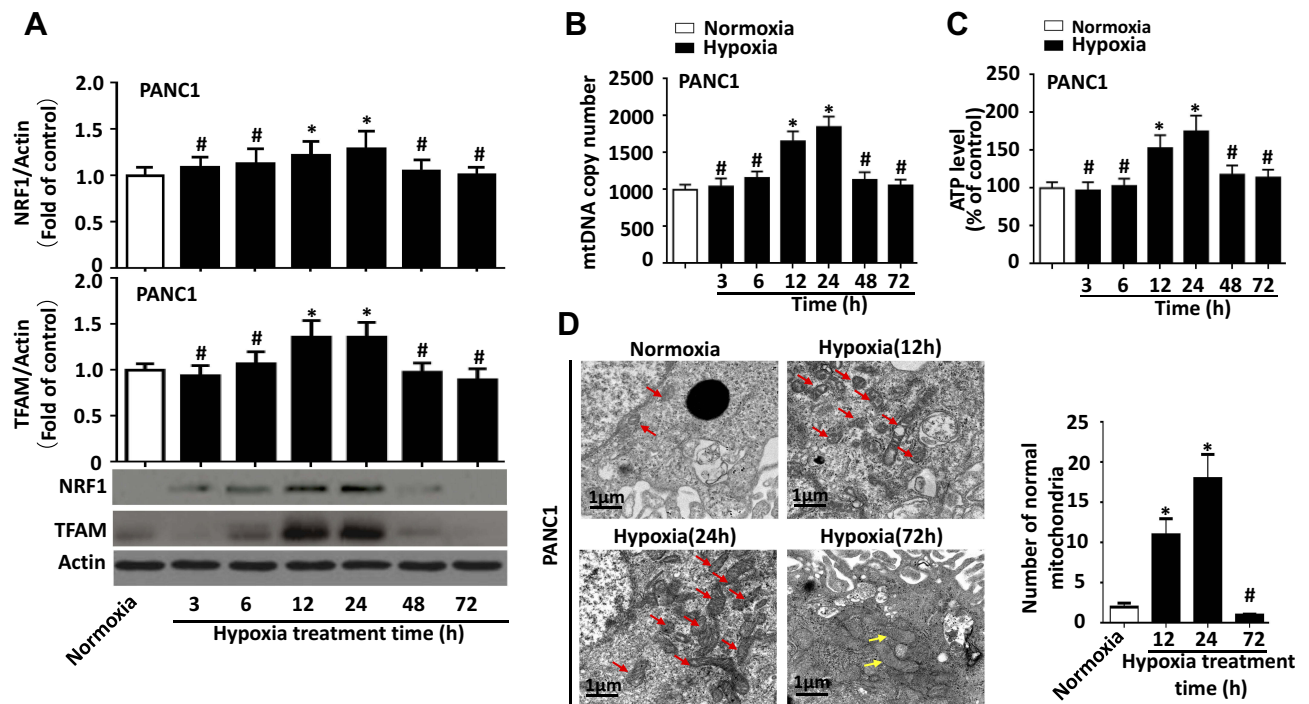 A
PANC1
NRF1/Actin
(Fold of control)
2.0
1.5
1.0
0.5
0
# # * * # #
PANC1
TFAM/Actin
(Fold of control)
2.0
1.5
1.0
0.5
0
# # * * # #
NRF1
TFAM
Actin
Normoxia 3 6 12 24 48 72
Hypoxia treatment time (h)
B
Normoxia
Hypoxia
PANC1
mtDNA copy number
2500
2000
1500
1000
500
0
# # * * # #
3 6 12 24 48 72
Time (h)
C
Normoxia
Hypoxia
PANC1
ATP level
(% of control)
250
200
150
100
50
0
# # * * # #
3 6 12 24 48 72
Time (h)
D
PANC1
Normoxia
1μm
Hypoxia(12h)
1μm
Hypoxia(24h)
1μm
Hypoxia(72h)
1μm
Number of normal
mitochondria
25
20
15
10
5
0
* * #
Normoxia 12 24 72
Hypoxia treatment
time (h)